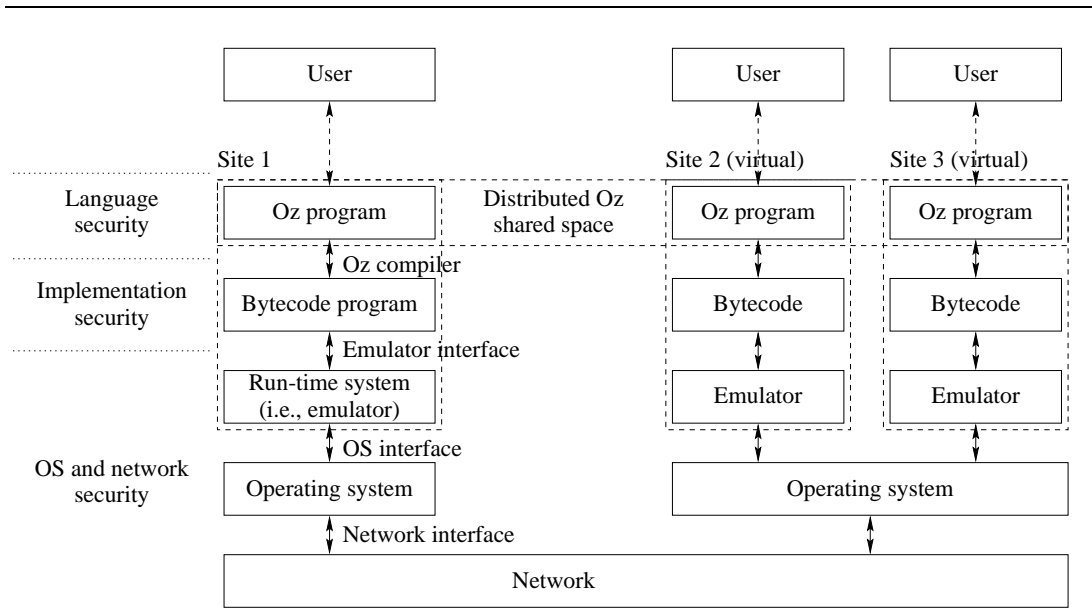 User
User
User
Site 1
Site 2 (virtual)
Site 3 (virtual)
Language
security
Oz program
Distributed Oz
shared space
Oz program
Oz program
Oz compiler
Implementation
security
Bytecode program
Bytecode
Bytecode
Emulator interface
Run-time system
(i.e., emulator)
Emulator
Emulator
OS interface
OS and network
security
Operating system
Operating system
Network interface
Network